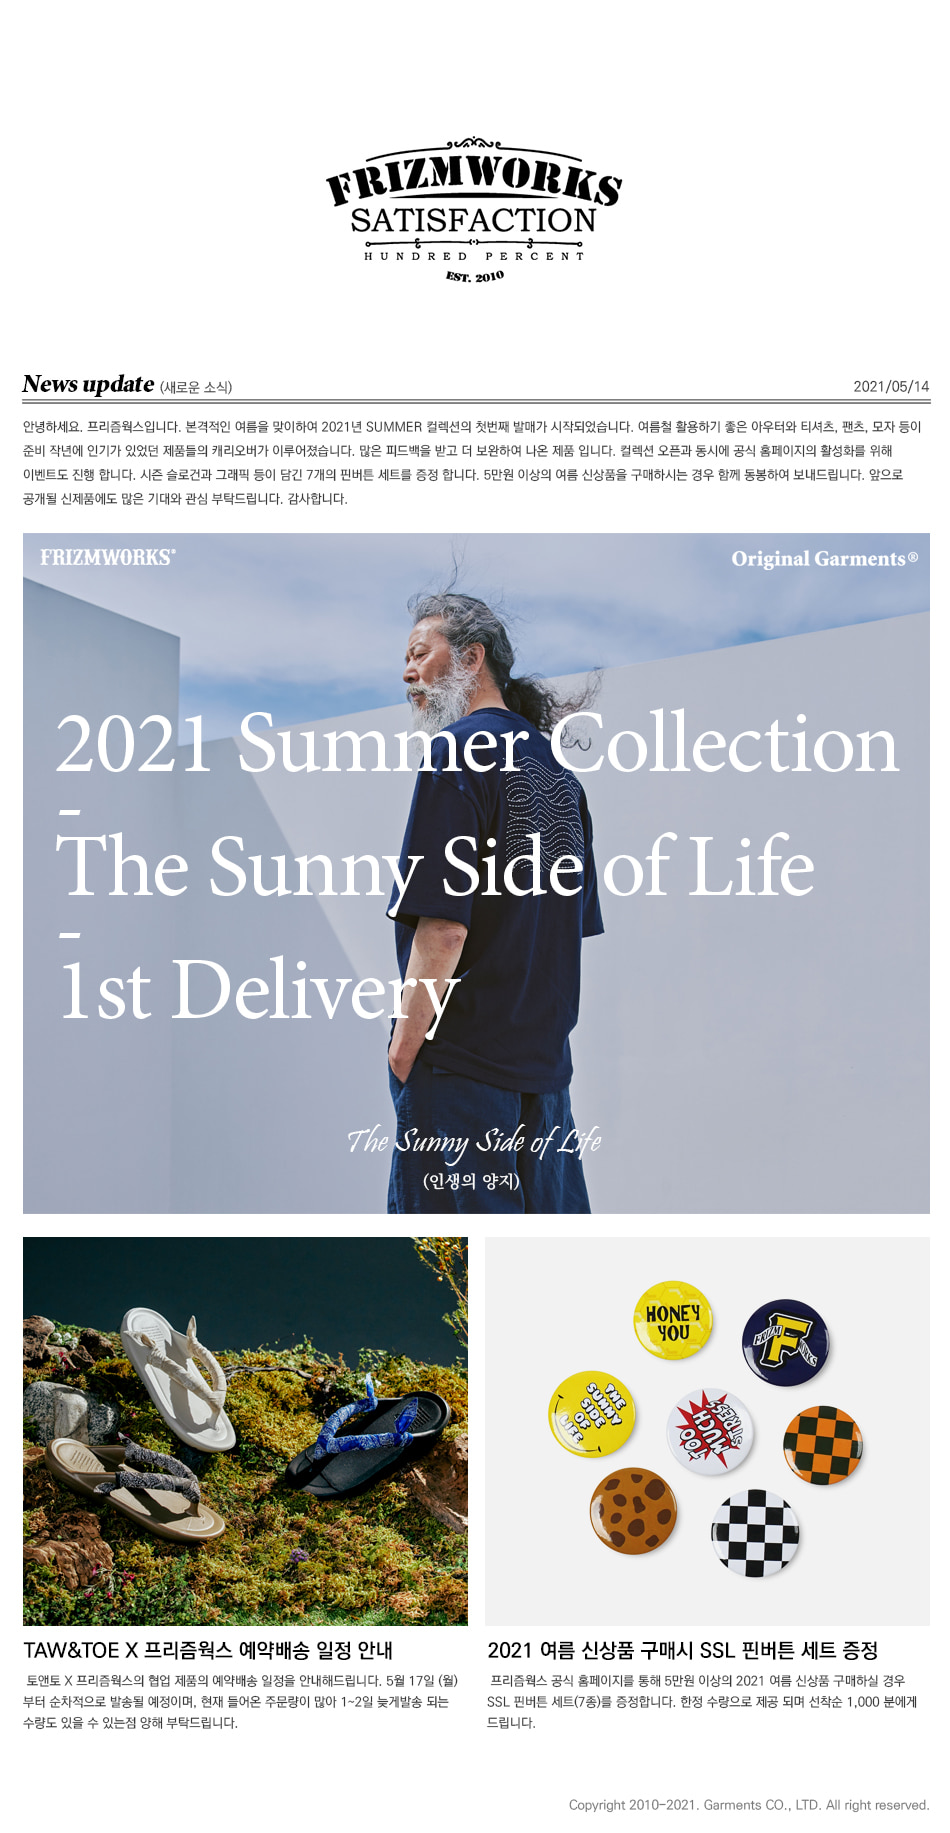 FRIZMWORKS
SATISFACTION
HUNDRED PERCENT
EST. 2010
News update (새로운 소식)
2021/05/14
안녕하세요. 프리즘웍스입니다. 본격적인 여름을 맞이하여 2021년 SUMMER 컬렉션의 첫번째 발매가 시작되었습니다. 여름철 활용하기 좋은 아우터와 티셔츠, 팬츠, 모자 등이
준비 작년에 인기가 있었던 제품들의 캐리오버가 이루어졌습니다. 많은 피드백을 받고 더 보완하여 나온 제품 입니다. 컬렉션 오픈과 동시에 공식 홈페이지의 활성화를 위해
이벤트도 진행 합니다. 시즌 슬로건과 그래픽 등이 담긴 7개의 핀버튼 세트를 증정 합니다. 5만원 이상의 여름 신상품을 구매하시는 경우 함께 동봉하여 보내드립니다. 앞으로
공개될 신제품에도 많은 기대와 관심 부탁드립니다. 감사합니다.
FRIZMWORKS®
Original Garments®
2021 Summer Collection
-
The Sunny Side of Life
-
1st Delivery
The Sunny Side of Life
(인생의 양지)
HONEY
YOU
FRIZM F WORKS
THE
SUNNY
SIDE
OF
LIFE
TOO
MUCH
STRESS
TAW&TOE X 프리즘웍스 예약배송 일정 안내
토앤토 X 프리즘웍스의 협업 제품의 예약배송 일정을 안내해드립니다. 5월 17일 (월)
부터 순차적으로 발송될 예정이며, 현재 들어온 주문량이 많아 1~2일 늦게발송 되는
수량도 있을 수 있는점 양해 부탁드립니다.
2021 여름 신상품 구매시 SSL 핀버튼 세트 증정
프리즘웍스 공식 홈페이지를 통해 5만원 이상의 2021 여름 신상품 구매하실 경우
SSL 핀버튼 세트(7종)를 증정합니다. 한정 수량으로 제공 되며 선착순 1,000 분에게
드립니다.
Copyright 2010-2021. Garments CO., LTD. All right reserved.